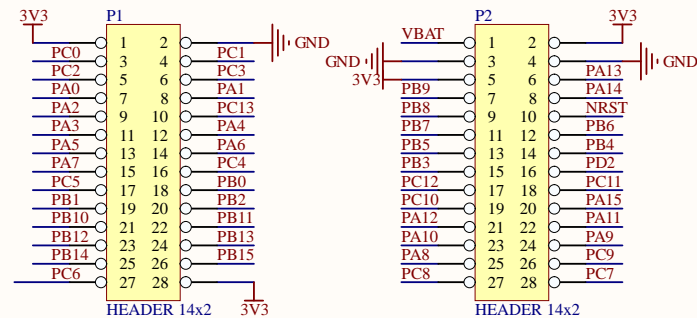 P1
3V3
1 2 GND
PC0 3 4 PC1
PC2 5 6 PC3
PA0 7 8 PA1
PA2 9 10 PC13
PA3 11 12 PA4
PA5 13 14 PA6
PA7 15 16 PC4
PC5 17 18 PB0
PB1 19 20 PB2
PB10 21 22 PB11
PB12 23 24 PB13
PB14 25 26 PB15
PC6 27 28
3V3
HEADER 14x2
P2
3V3
VBAT 1 2
GND 3 4 GND
3V3 5 6 PA13
PB9 7 8 PA14
PB8 9 10 NRST
PB7 11 12 PB6
PB5 13 14 PB4
PB3 15 16 PD2
PC12 17 18 PC11
PC10 19 20 PA15
PA12 21 22 PA11
PA10 23 24 PA9
PA8 25 26 PC9
PC8 27 28 PC7
HEADER 14x2